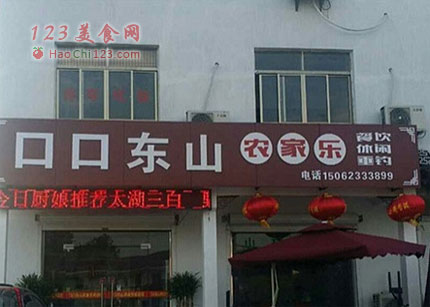 123美食网
HaoChi123.com
口口东山
农家乐
餐饮
休闲
垂钓
电话15062333899
今日厨娘推荐太湖三白